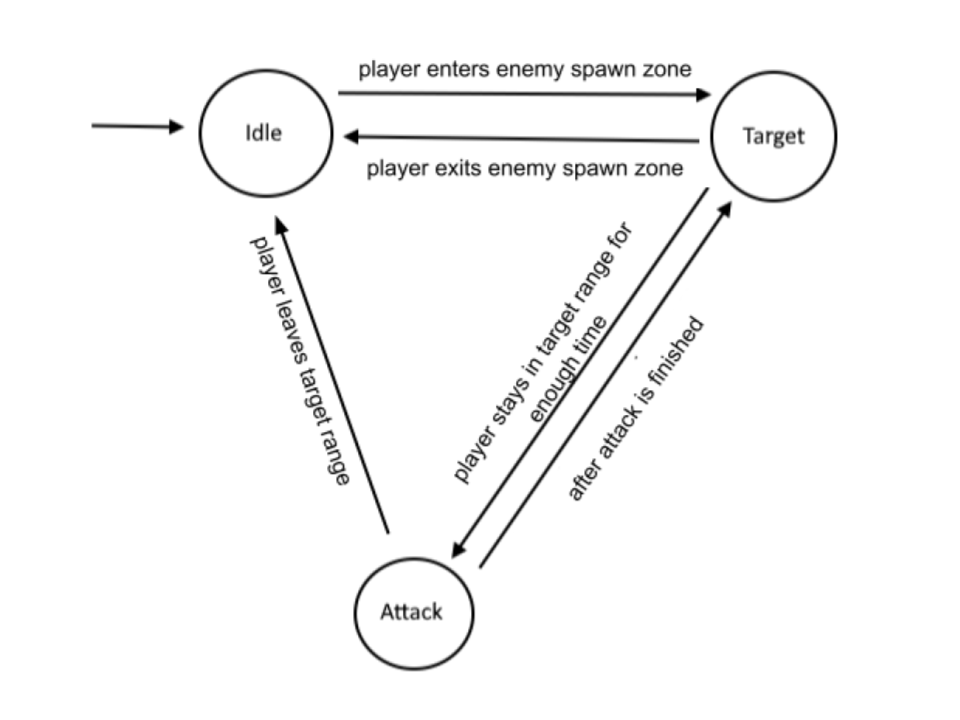 player enters enemy spawn zone
Idle
Target
player exits enemy spawn zone
player leaves target range
player stays in target range for
enough time
after attack is finished
Attack